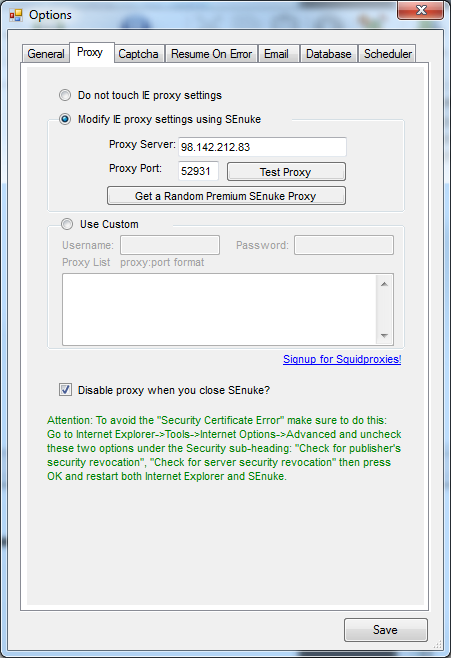 Options
General Proxy Captcha Resume On Error Email Database Scheduler
Do not touch IE proxy settings
Modify IE proxy settings using SEnuke
Proxy Server: 98.142.212.83
Proxy Port: 52931 Test Proxy
Get a Random Premium SEnuke Proxy
Use Custom
Username: Password:
Proxy List proxy:port format
Signup for Squidproxies!
Disable proxy when you close SEnuke?
Attention: To avoid the "Security Certificate Error" make sure to do this:
Go to Internet Explorer->Tools->Internet Options->Advanced and uncheck
these two options under the Security sub-heading: "Check for publisher's
security revocation", "Check for server security revocation" then press
OK and restart both Internet Explorer and SEnuke.
Save